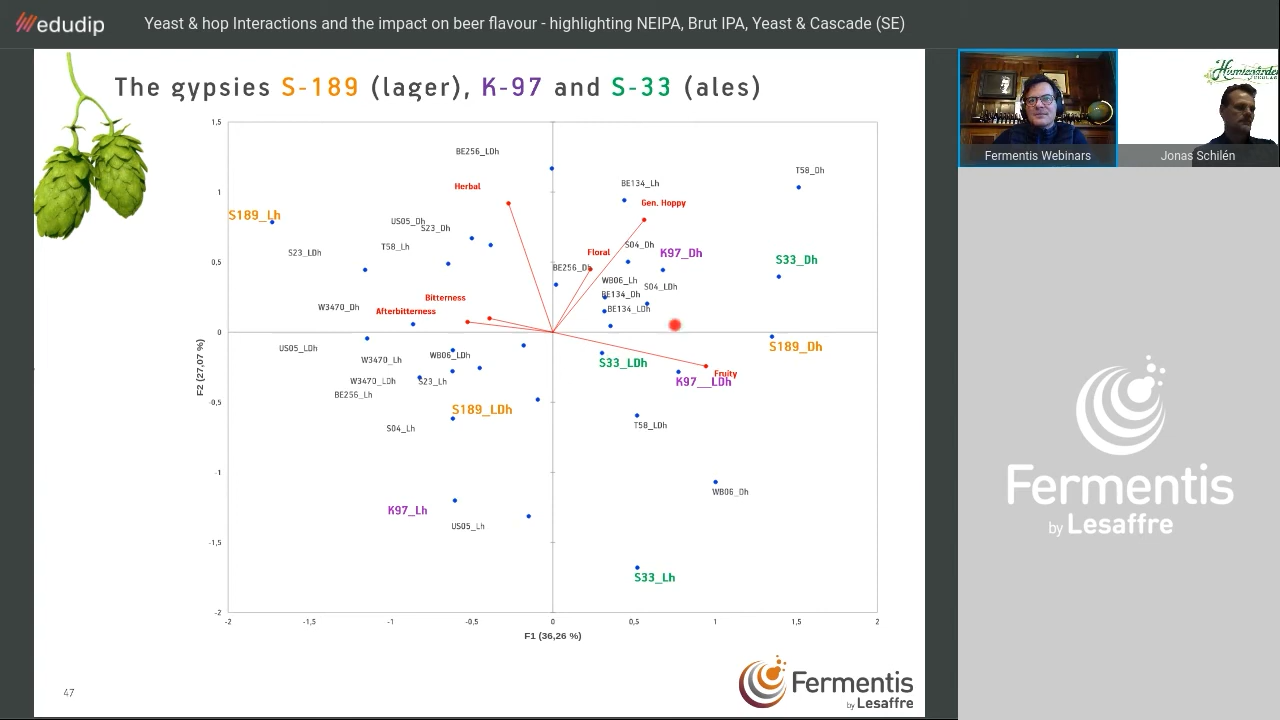 edudip
Yeast & hop Interactions and the impact on beer flavour - highlighting NEIPA, Brut IPA, Yeast & Cascade (SE)
The gypsies S-189 (lager), K-97 and S-33 (ales)
Fermentis Webinars
Jonas Schilén
1,5
BE256_LDh
T58_Dh
1
Herbal
BE134_Lh
Gen. Hoppy
S189_Lh
US05_Dh
S23_Dh
T58_Lh
S04_Dh
S23_LDh
Floral
K97_Dh
S33_Dh
0,5
BE256_Dh
WB06_Lh
S04_LDh
BE134_Dh
Bitterness
W3470_Dh
Afterbitterness
BE134_LDh
0
US05_LDh
S189_Dh
W3470_Lh
WB06_LDh
S33_LDh
Fruity
W3470_LDh
S23_Lh
K97__LDh
BE256_Lh
-0,5
S189_LDh
S04_Lh
T58_LDh
-1
WB06_Dh
K97_Lh
US05_Lh
-1,5
S33_Lh
-2
-2
-1,5
-1
-0,5
0
0,5
1
1,5
2
F2 (27,07 %)
F1 (36,26 %)
47
Fermentis
by Lesaffre
Fermentis
by Lesaffre